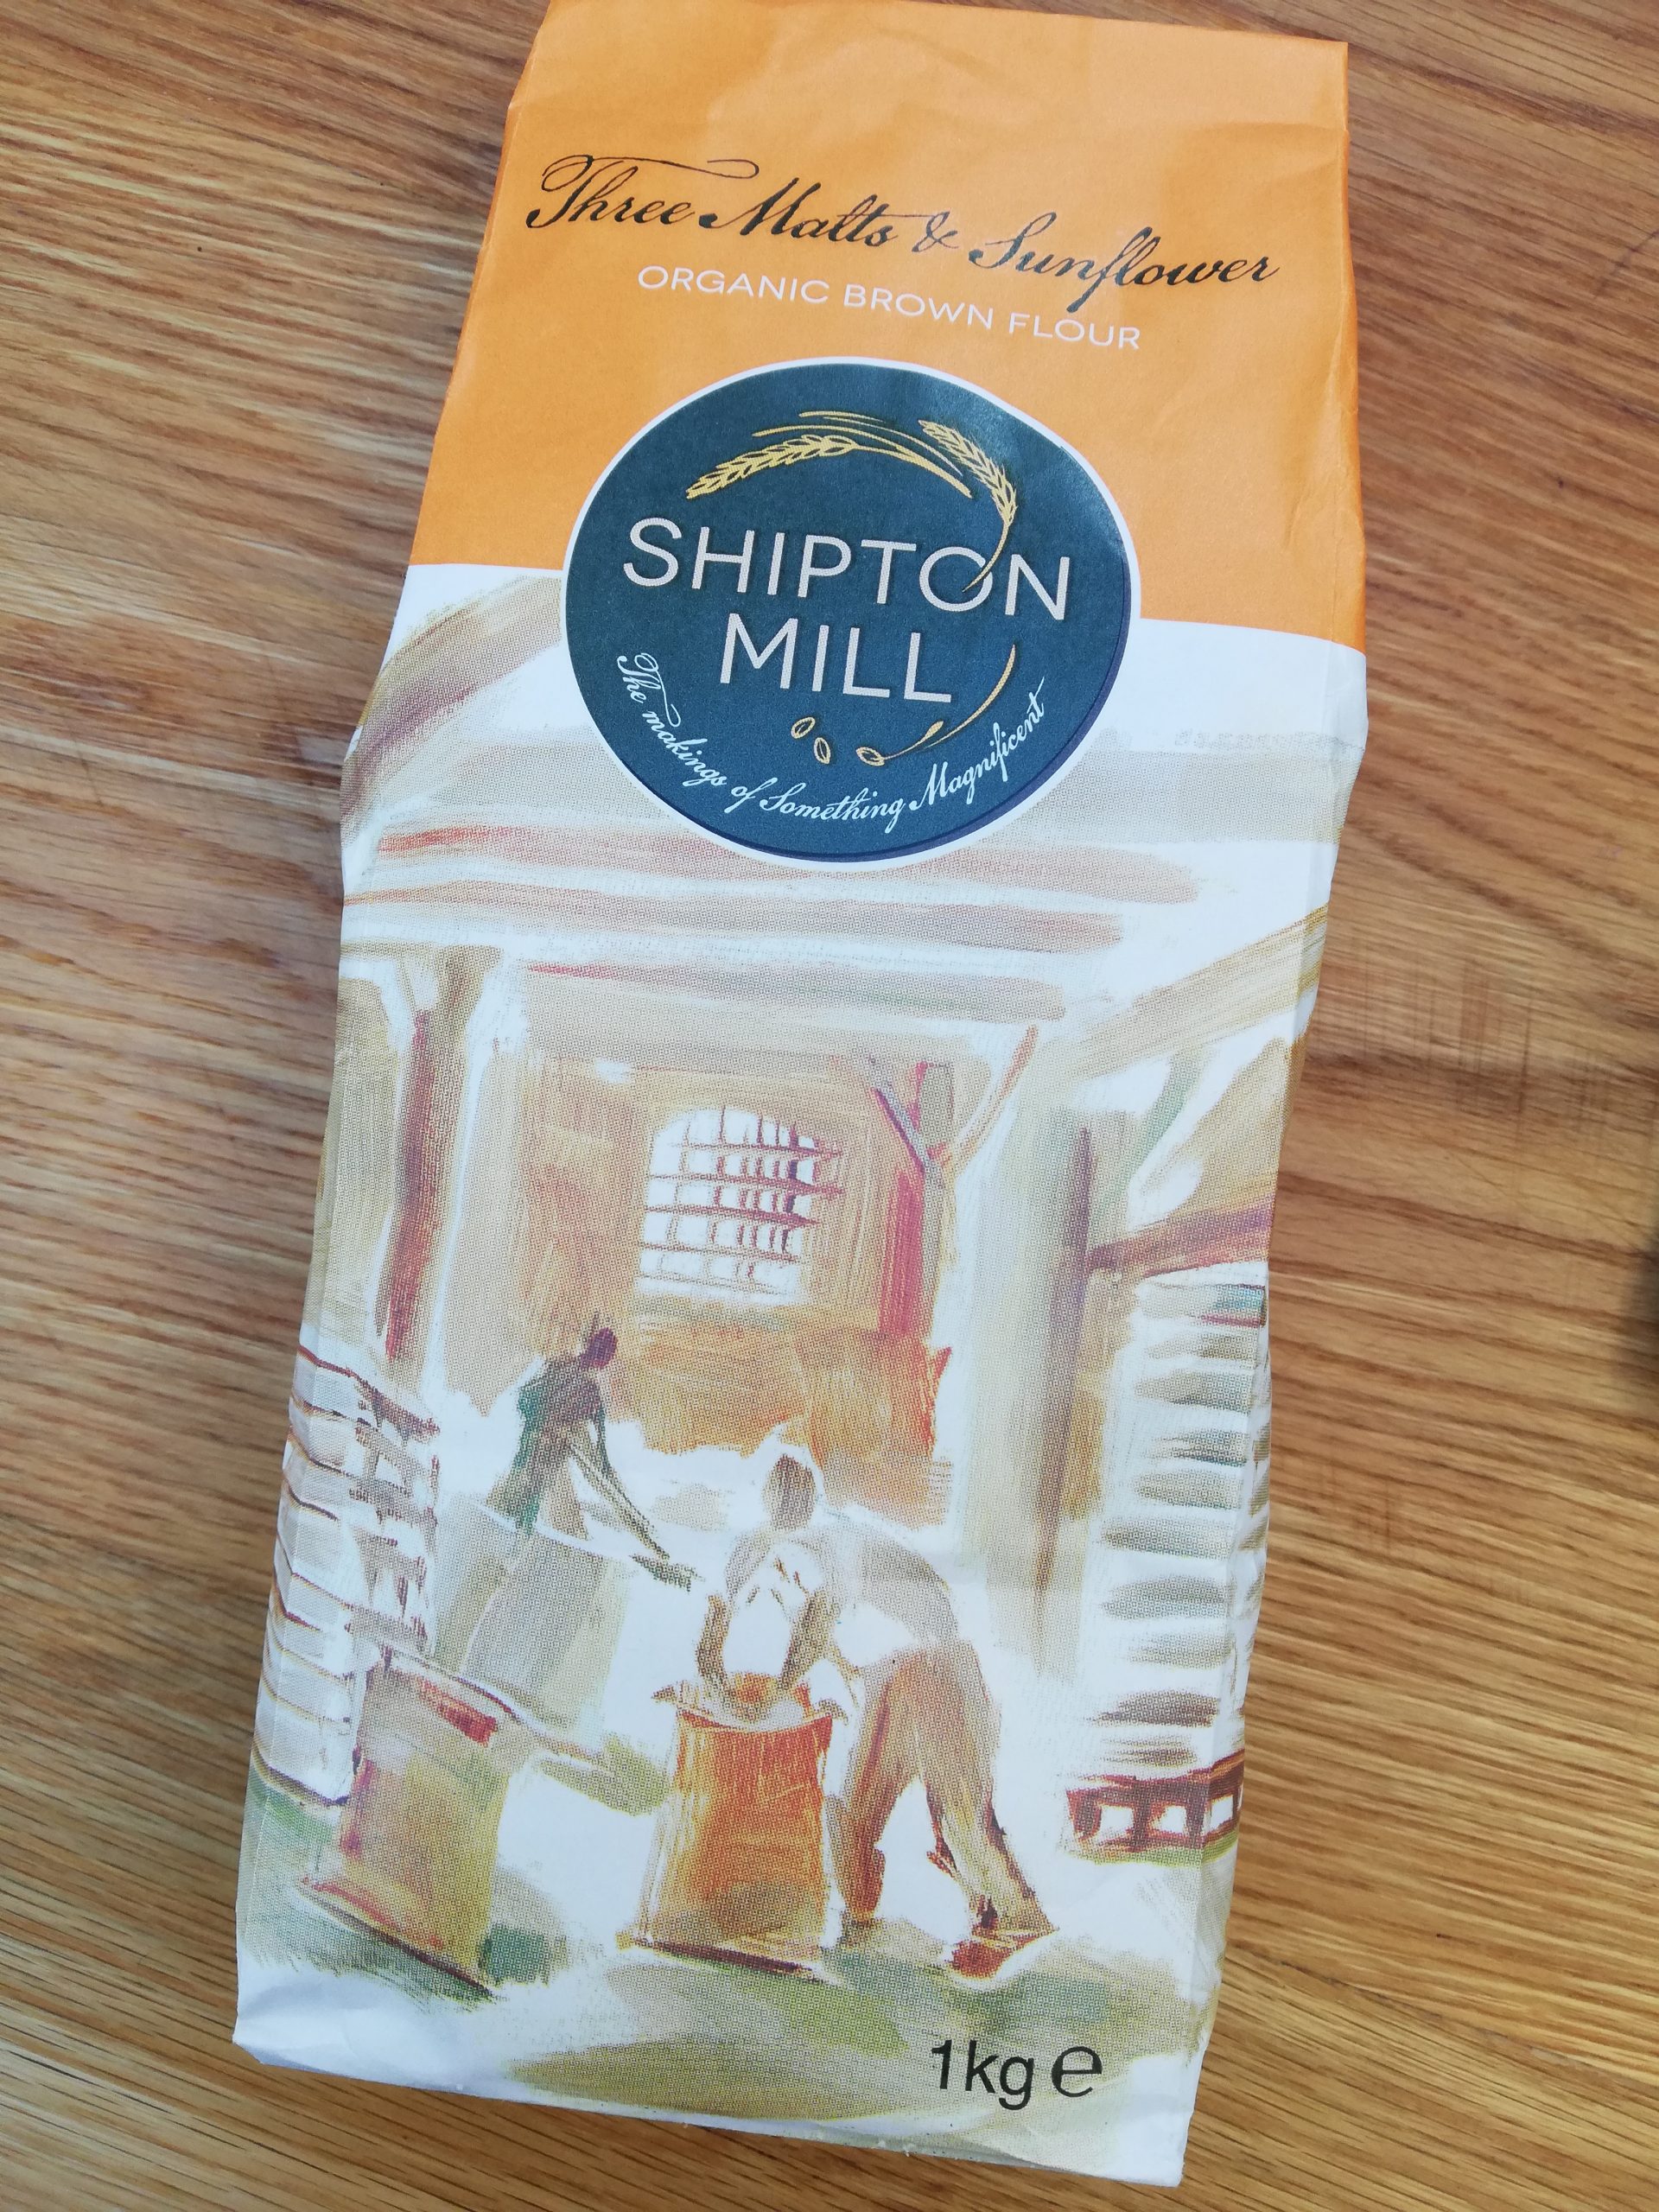 Three Malts & Sunflower
ORGANIC BROWN FLOUR
SHIPTON
MILL
The makings of Something Magnificent
1kg e